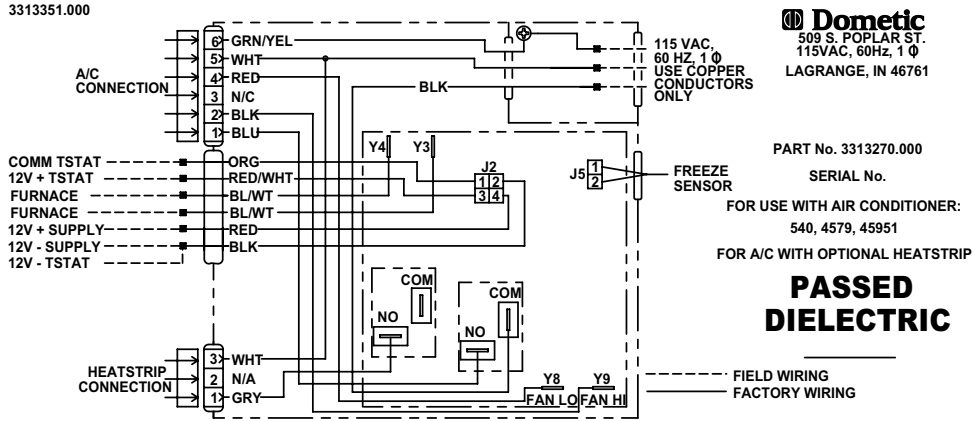 3313351.000
A/C
CONNECTION
6 GRN/YEL
5 WHT
4 RED
3 N/C
2 BLK
1 BLU
BLK
115 VAC,
60 HZ, 1 Φ
USE COPPER
CONDUCTORS
ONLY
Dometic
509 S. POPLAR ST.
115VAC, 60Hz, 1 Φ
LAGRANGE, IN 46761
COMM TSTAT
12V + TSTAT
FURNACE
FURNACE
12V + SUPPLY
12V - SUPPLY
12V - TSTAT
ORG
RED/WHT
BL/WT
BL/WT
RED
BLK
Y4 Y3
J2
1 2
3 4
J5 1
2
FREEZE
SENSOR
PART No. 3313270.000
SERIAL No.
FOR USE WITH AIR CONDITIONER:
540, 4579, 45951
FOR A/C WITH OPTIONAL HEATSTRIP
PASSED
DIELECTRIC
COM
NO
COM
NO
HEATSTRIP
CONNECTION
3 WHT
2 N/A
1 GRY
Y8 Y9
FAN LO FAN HI
FIELD WIRING
FACTORY WIRING